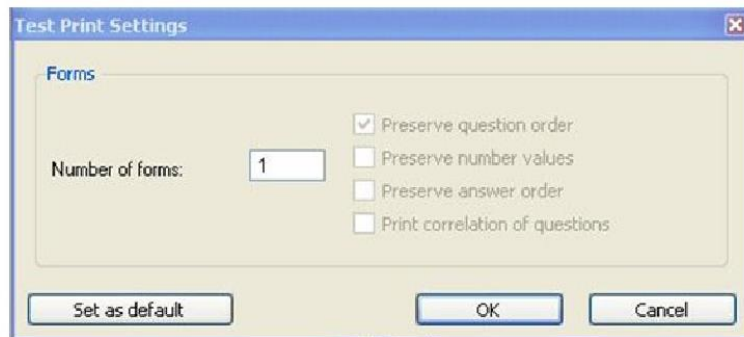 Test Print Settings
Forms
Number of forms: 1
Preserve question order
Preserve number values
Preserve answer order
Print correlation of questions
Set as default OK Cancel